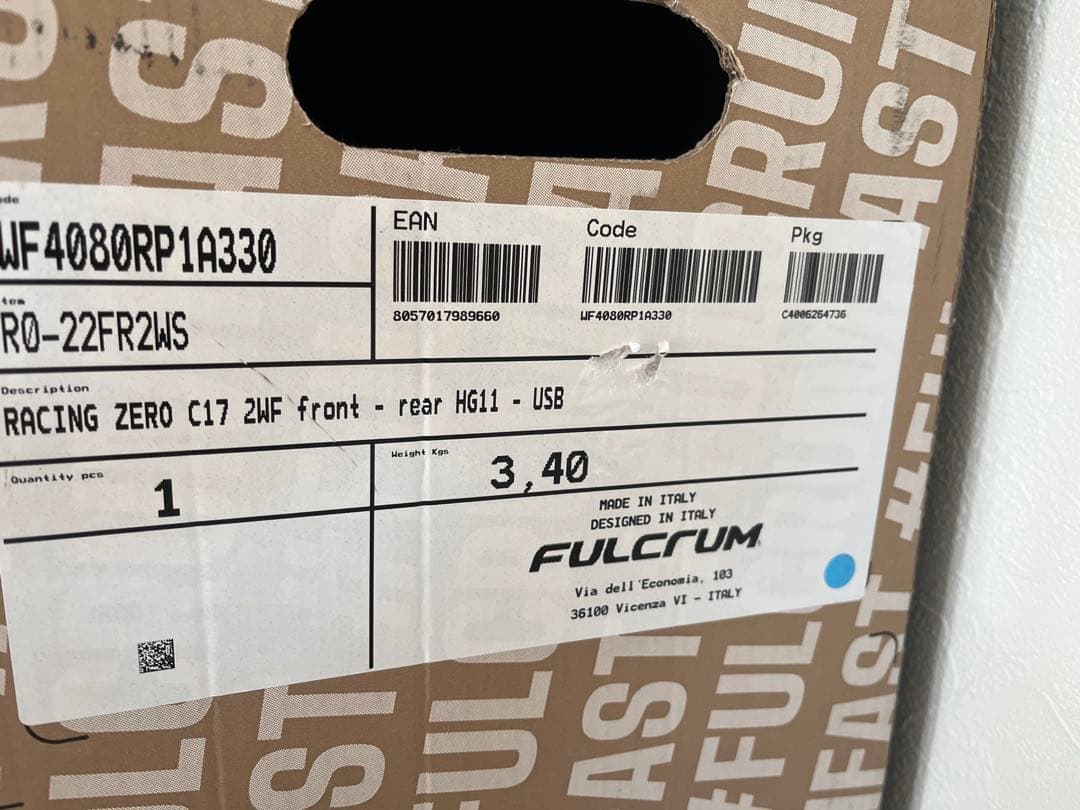 WF4080RP1A330
R0-22FR2WS
EAN
8057017989660
Code
WF4080RP1A330
Pkg
C4006264736
Description
RACING ZERO C17 2WF front - rear HG11 - USB
Quantity pcs
1
Weight Kgs
3,40
MADE IN ITALY
DESIGNED IN ITALY
FULCRUM
Via dell'Economia, 103
36100 Vicenza VI - ITALY